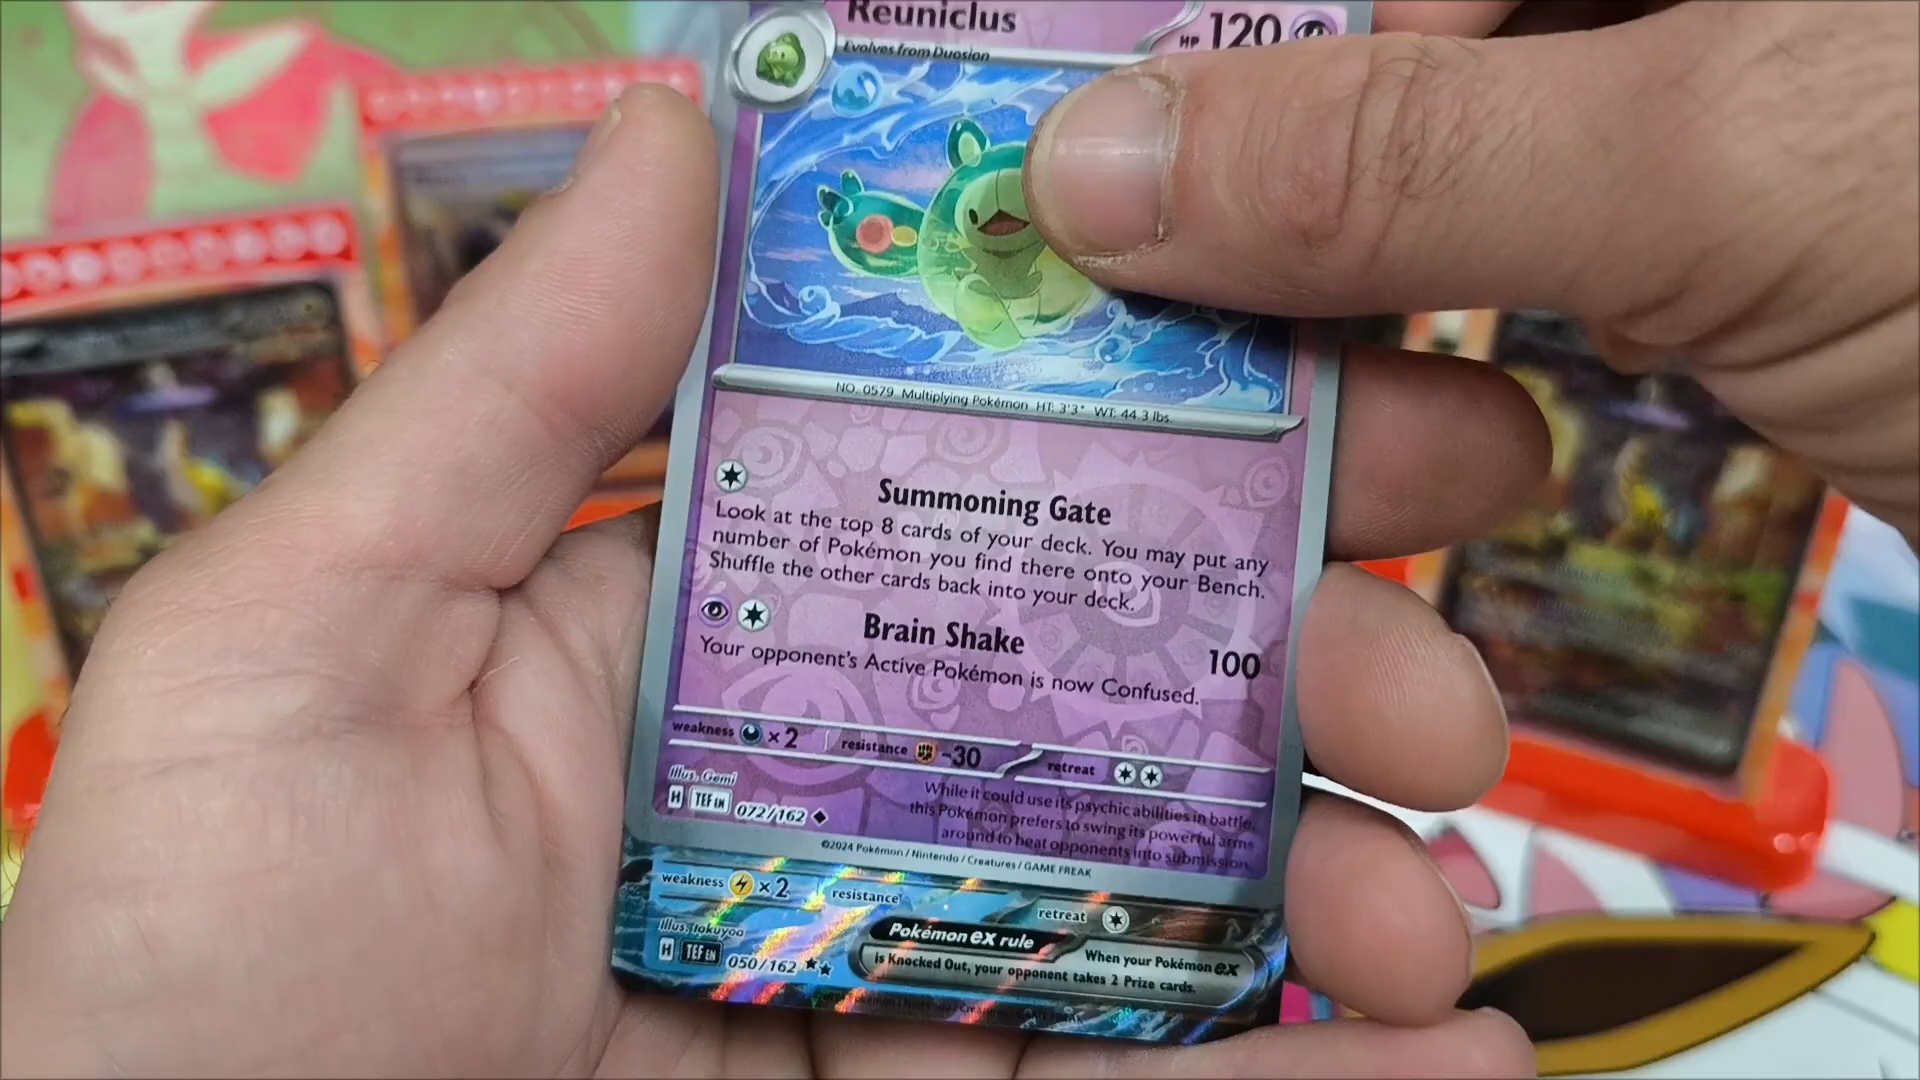 Reuniclus
HP 120
Evolves from Duosion
NO. 0579 Multiplying Pokémon HT: 3'3" WT: 44.3 lbs.
Summoning Gate
Look at the top 8 cards of your deck. You may put any
number of Pokémon you find there onto your Bench.
Shuffle the other cards back into your deck.
Brain Shake 100
Your opponent's Active Pokémon is now Confused.
weakness ×2 resistance -30 retreat
Illus. Gemi
H TEF EN 072/162
While it could use its psychic abilities in battle,
this Pokémon prefers to swing its powerful arms
around to beat opponents into submission.
©2024 Pokémon / Nintendo / Creatures / GAME FREAK
weakness ×2 resistance retreat
Illus. takuyoa
H TEF EN 050/162
Pokémon ex rule
When your Pokémon ex
is Knocked Out, your opponent takes 2 Prize cards.